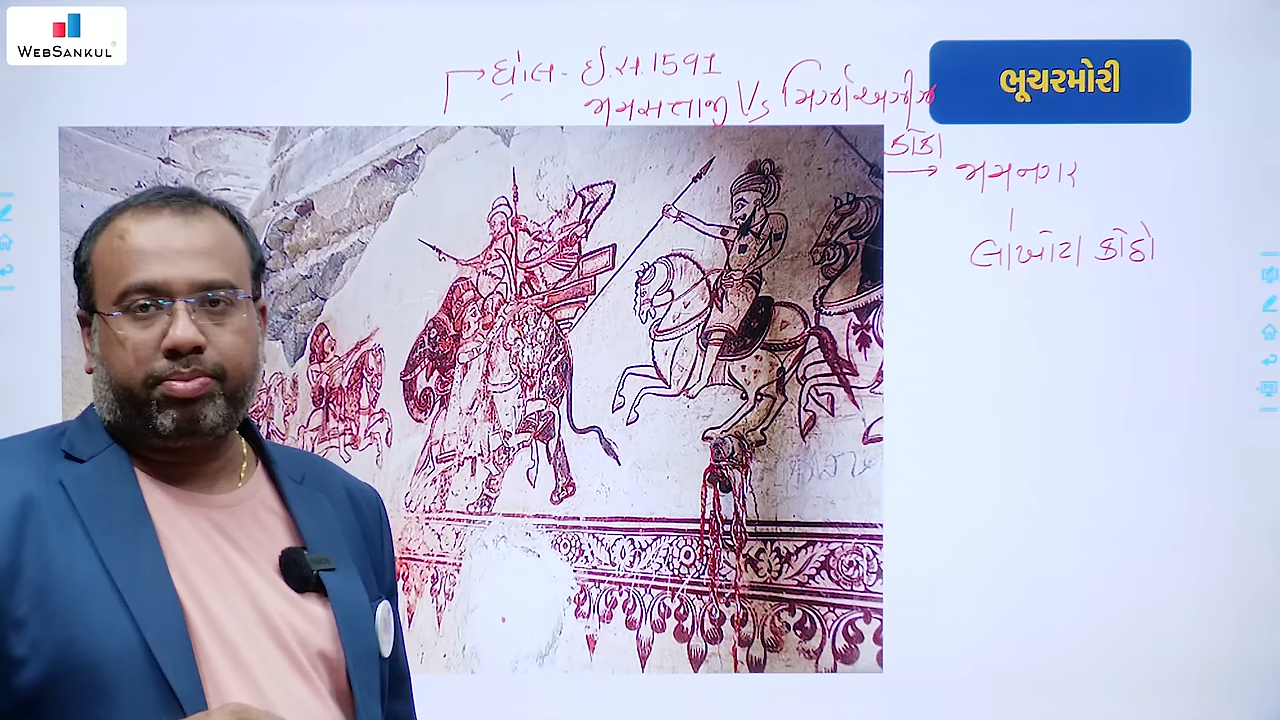 WEBSANKUL
ભૂચરમોરી
ધ્રોલ - ઈ.સ. 1591
જામસત્તાજી Vs મિર્ઝાઅઝીઝ
કોકા
જામનગર
લાખોટા કોઠો